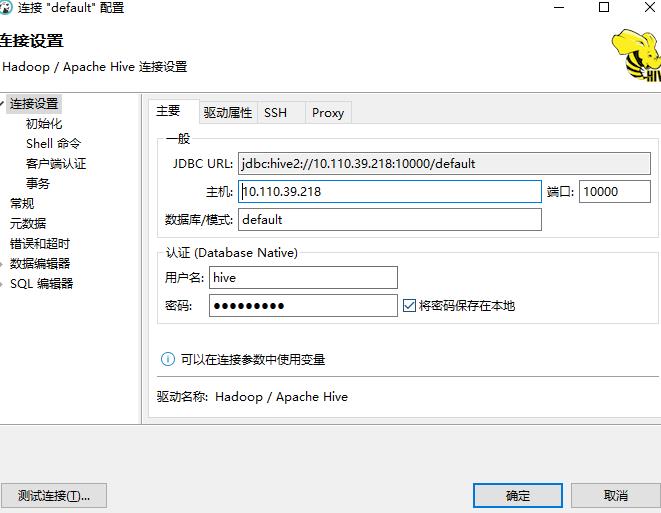 连接 "default" 配置
连接设置
Hadoop / Apache Hive 连接设置
连接设置
初始化
Shell 命令
客户端认证
事务
常规
元数据
错误和超时
数据编辑器
SQL 编辑器
主要 驱动属性 SSH Proxy
一般
JDBC URL: jdbc:hive2://10.110.39.218:10000/default
主机: 10.110.39.218 端口: 10000
数据库/模式: default
认证 (Database Native)
用户名: hive
密码: ●●●●●●●●● 将密码保存在本地
可以在连接参数中使用变量
驱动名称: Hadoop / Apache Hive
测试连接(T)... 确定 取消